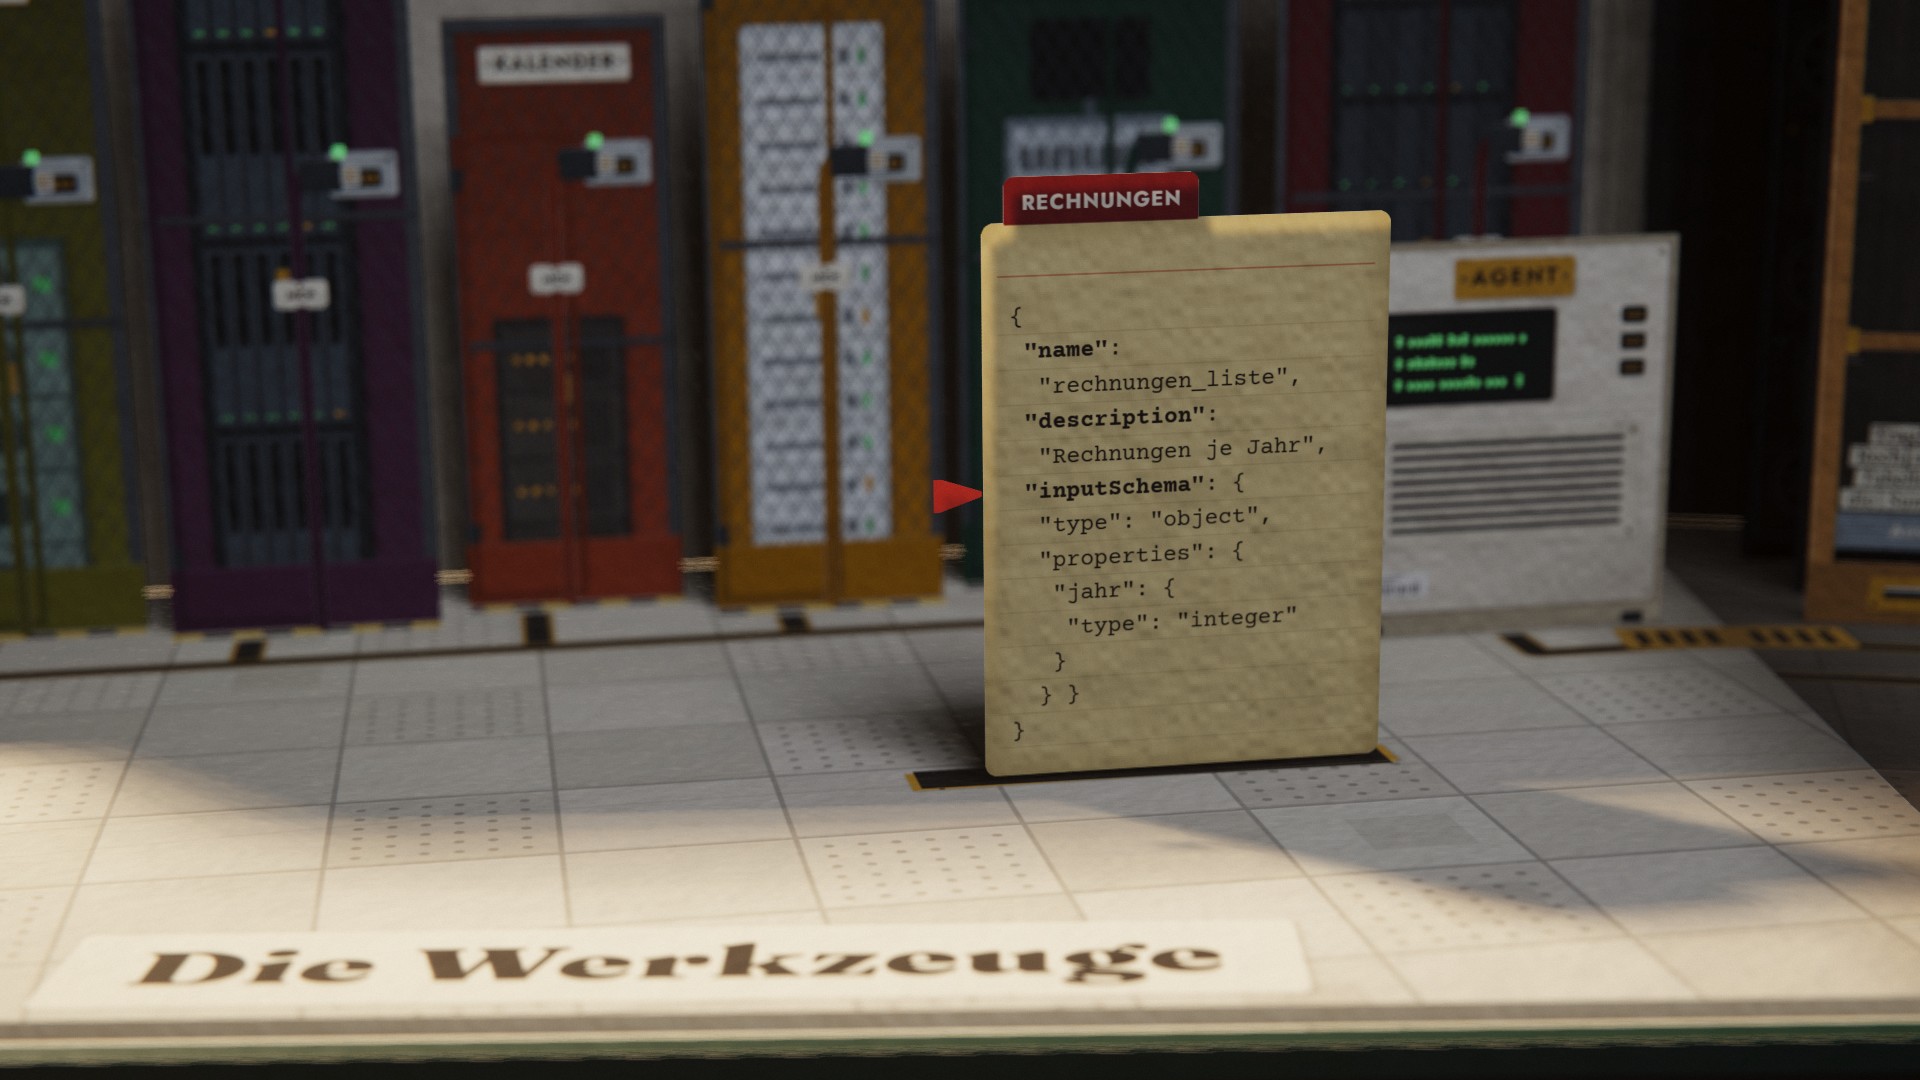 KALENDER
RECHNUNGEN
AGENT
{
"name":
"rechnungen_liste",
"description":
"Rechnungen je Jahr",
"inputSchema": {
"type": "object",
"properties": {
"jahr": {
"type": "integer"
}
} }
}
Die Werkzeuge